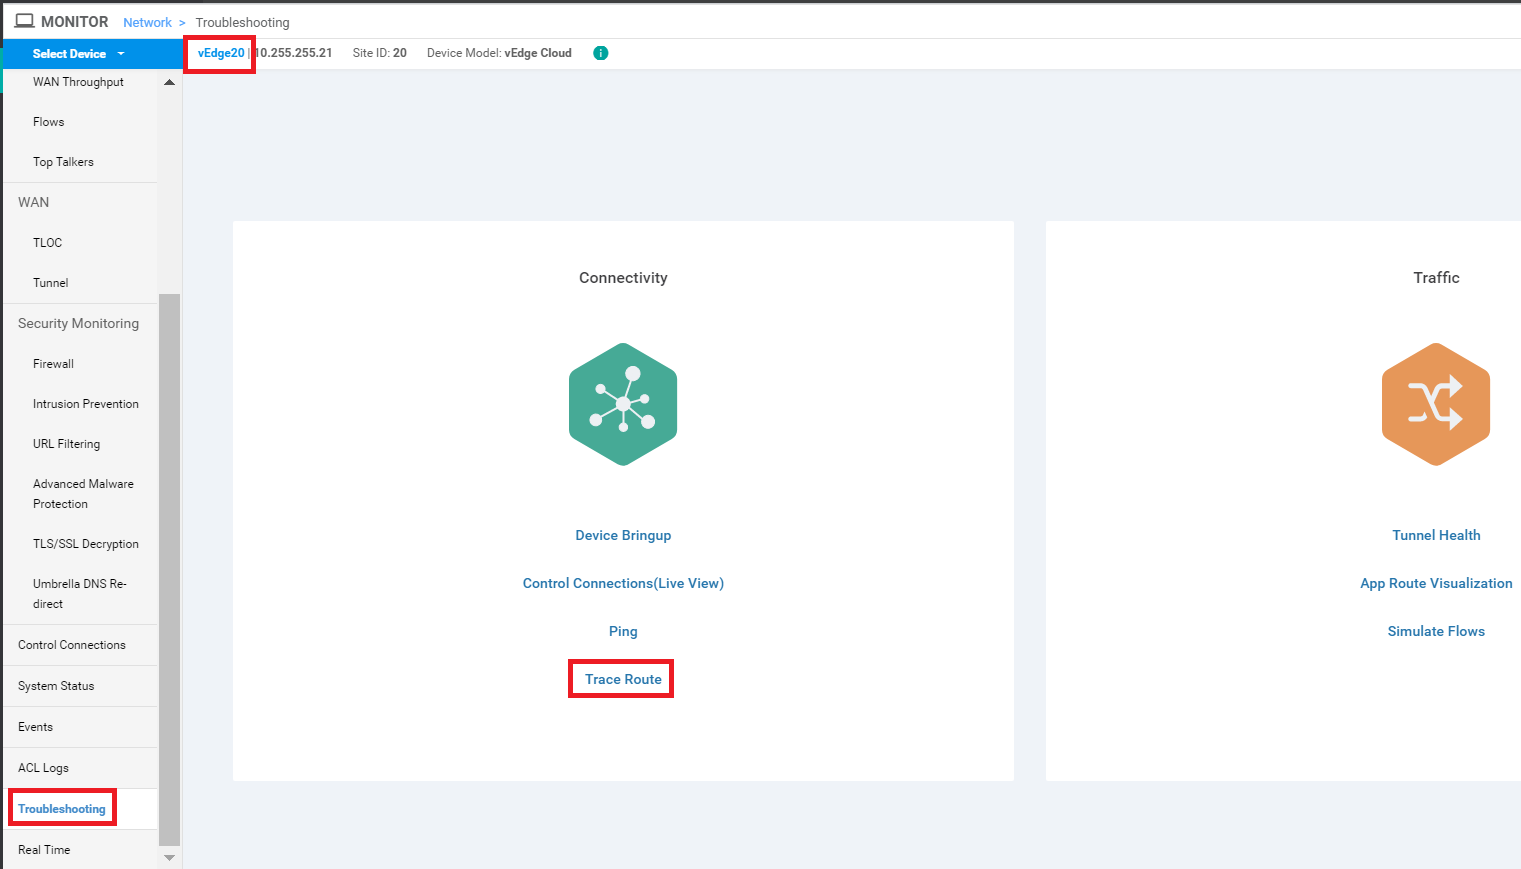 MONITOR Network > Troubleshooting
Select Device
vEdge20 | 10.255.255.21 Site ID: 20 Device Model: vEdge Cloud i
WAN Throughput
Flows
Top Talkers
WAN
TLOC
Tunnel
Security Monitoring
Firewall
Intrusion Prevention
URL Filtering
Advanced Malware
Protection
TLS/SSL Decryption
Umbrella DNS Re-
direct
Control Connections
System Status
Events
ACL Logs
Troubleshooting
Real Time
Connectivity
Device Bringup
Control Connections(Live View)
Ping
Trace Route
Traffic
Tunnel Health
App Route Visualization
Simulate Flows